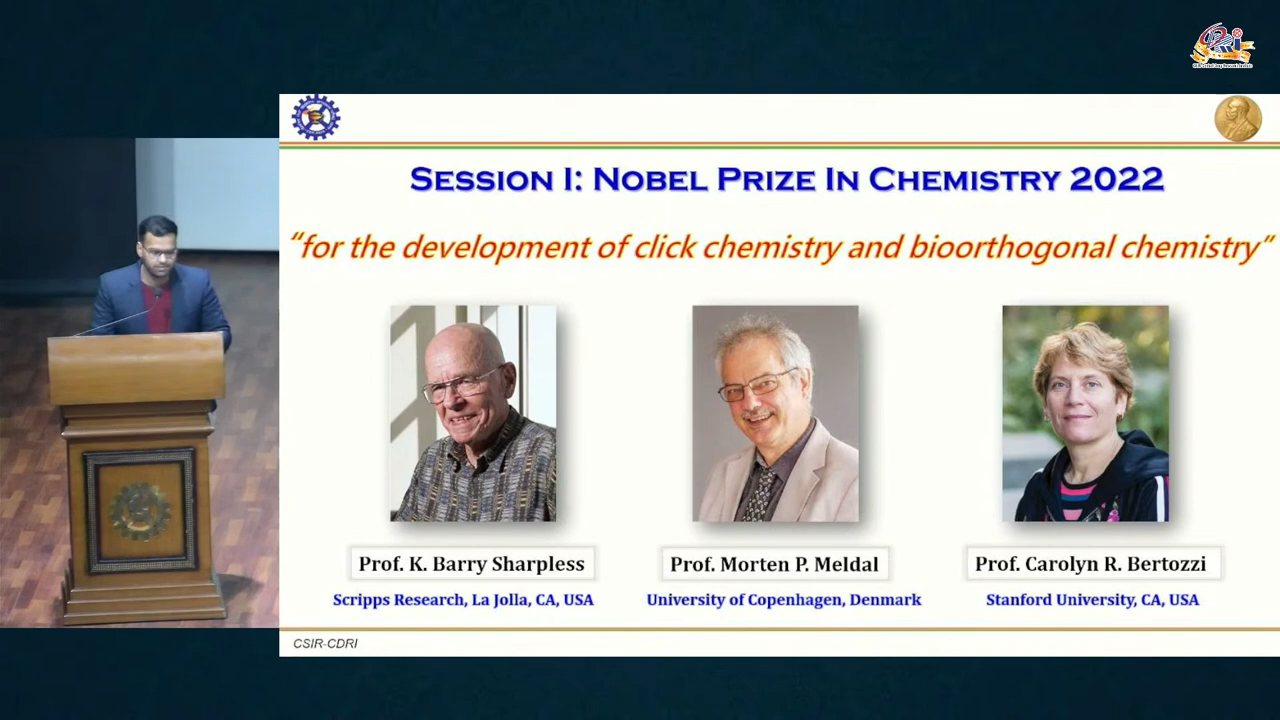 SESSION I: NOBEL PRIZE IN CHEMISTRY 2022
“for the development of click chemistry and bioorthogonal chemistry”
Prof. K. Barry Sharpless
Scripps Research, La Jolla, CA, USA
Prof. Morten P. Meldal
University of Copenhagen, Denmark
Prof. Carolyn R. Bertozzi
Stanford University, CA, USA
CSIR-CDRI